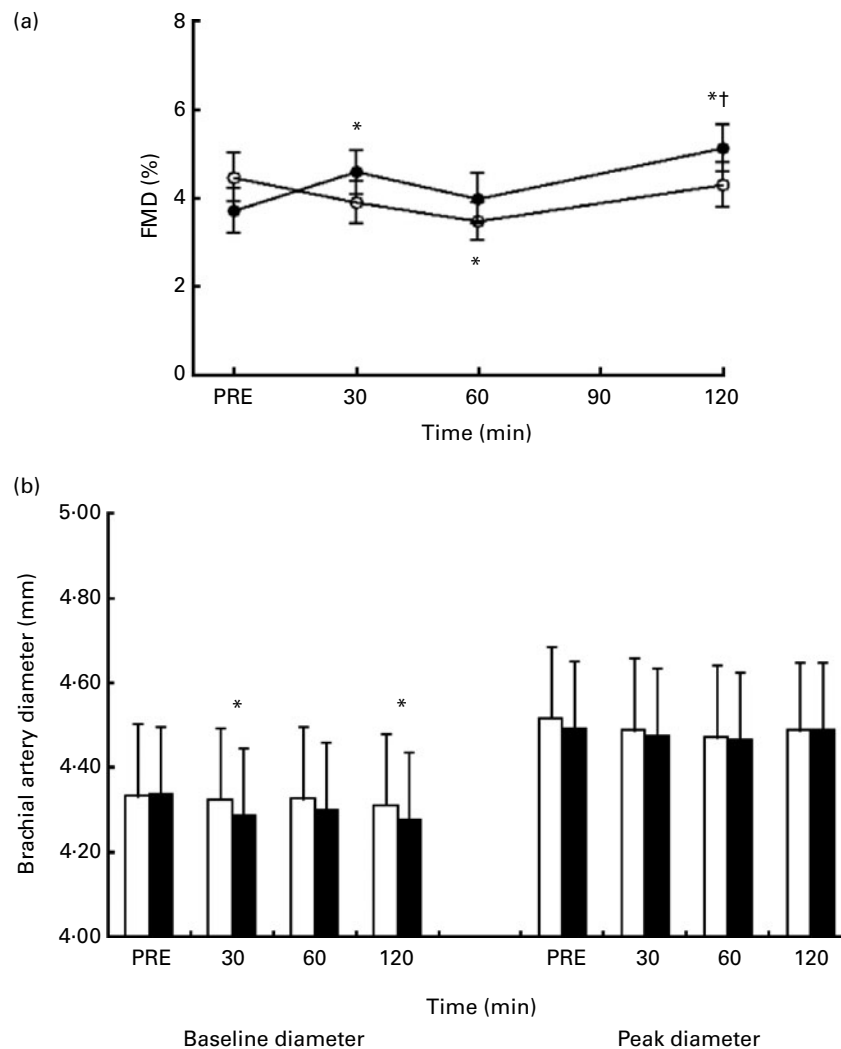 (a)
8
*†
6
*
4
*
2
0
FMD (%)
PRE 30 60 90 120
Time (min)
(b)
5·00
4·80
4·60
4·40
4·20
4·00
Brachial artery diameter (mm)
* *
PRE 30 60 120 PRE 30 60 120
Time (min)
Baseline diameter Peak diameter